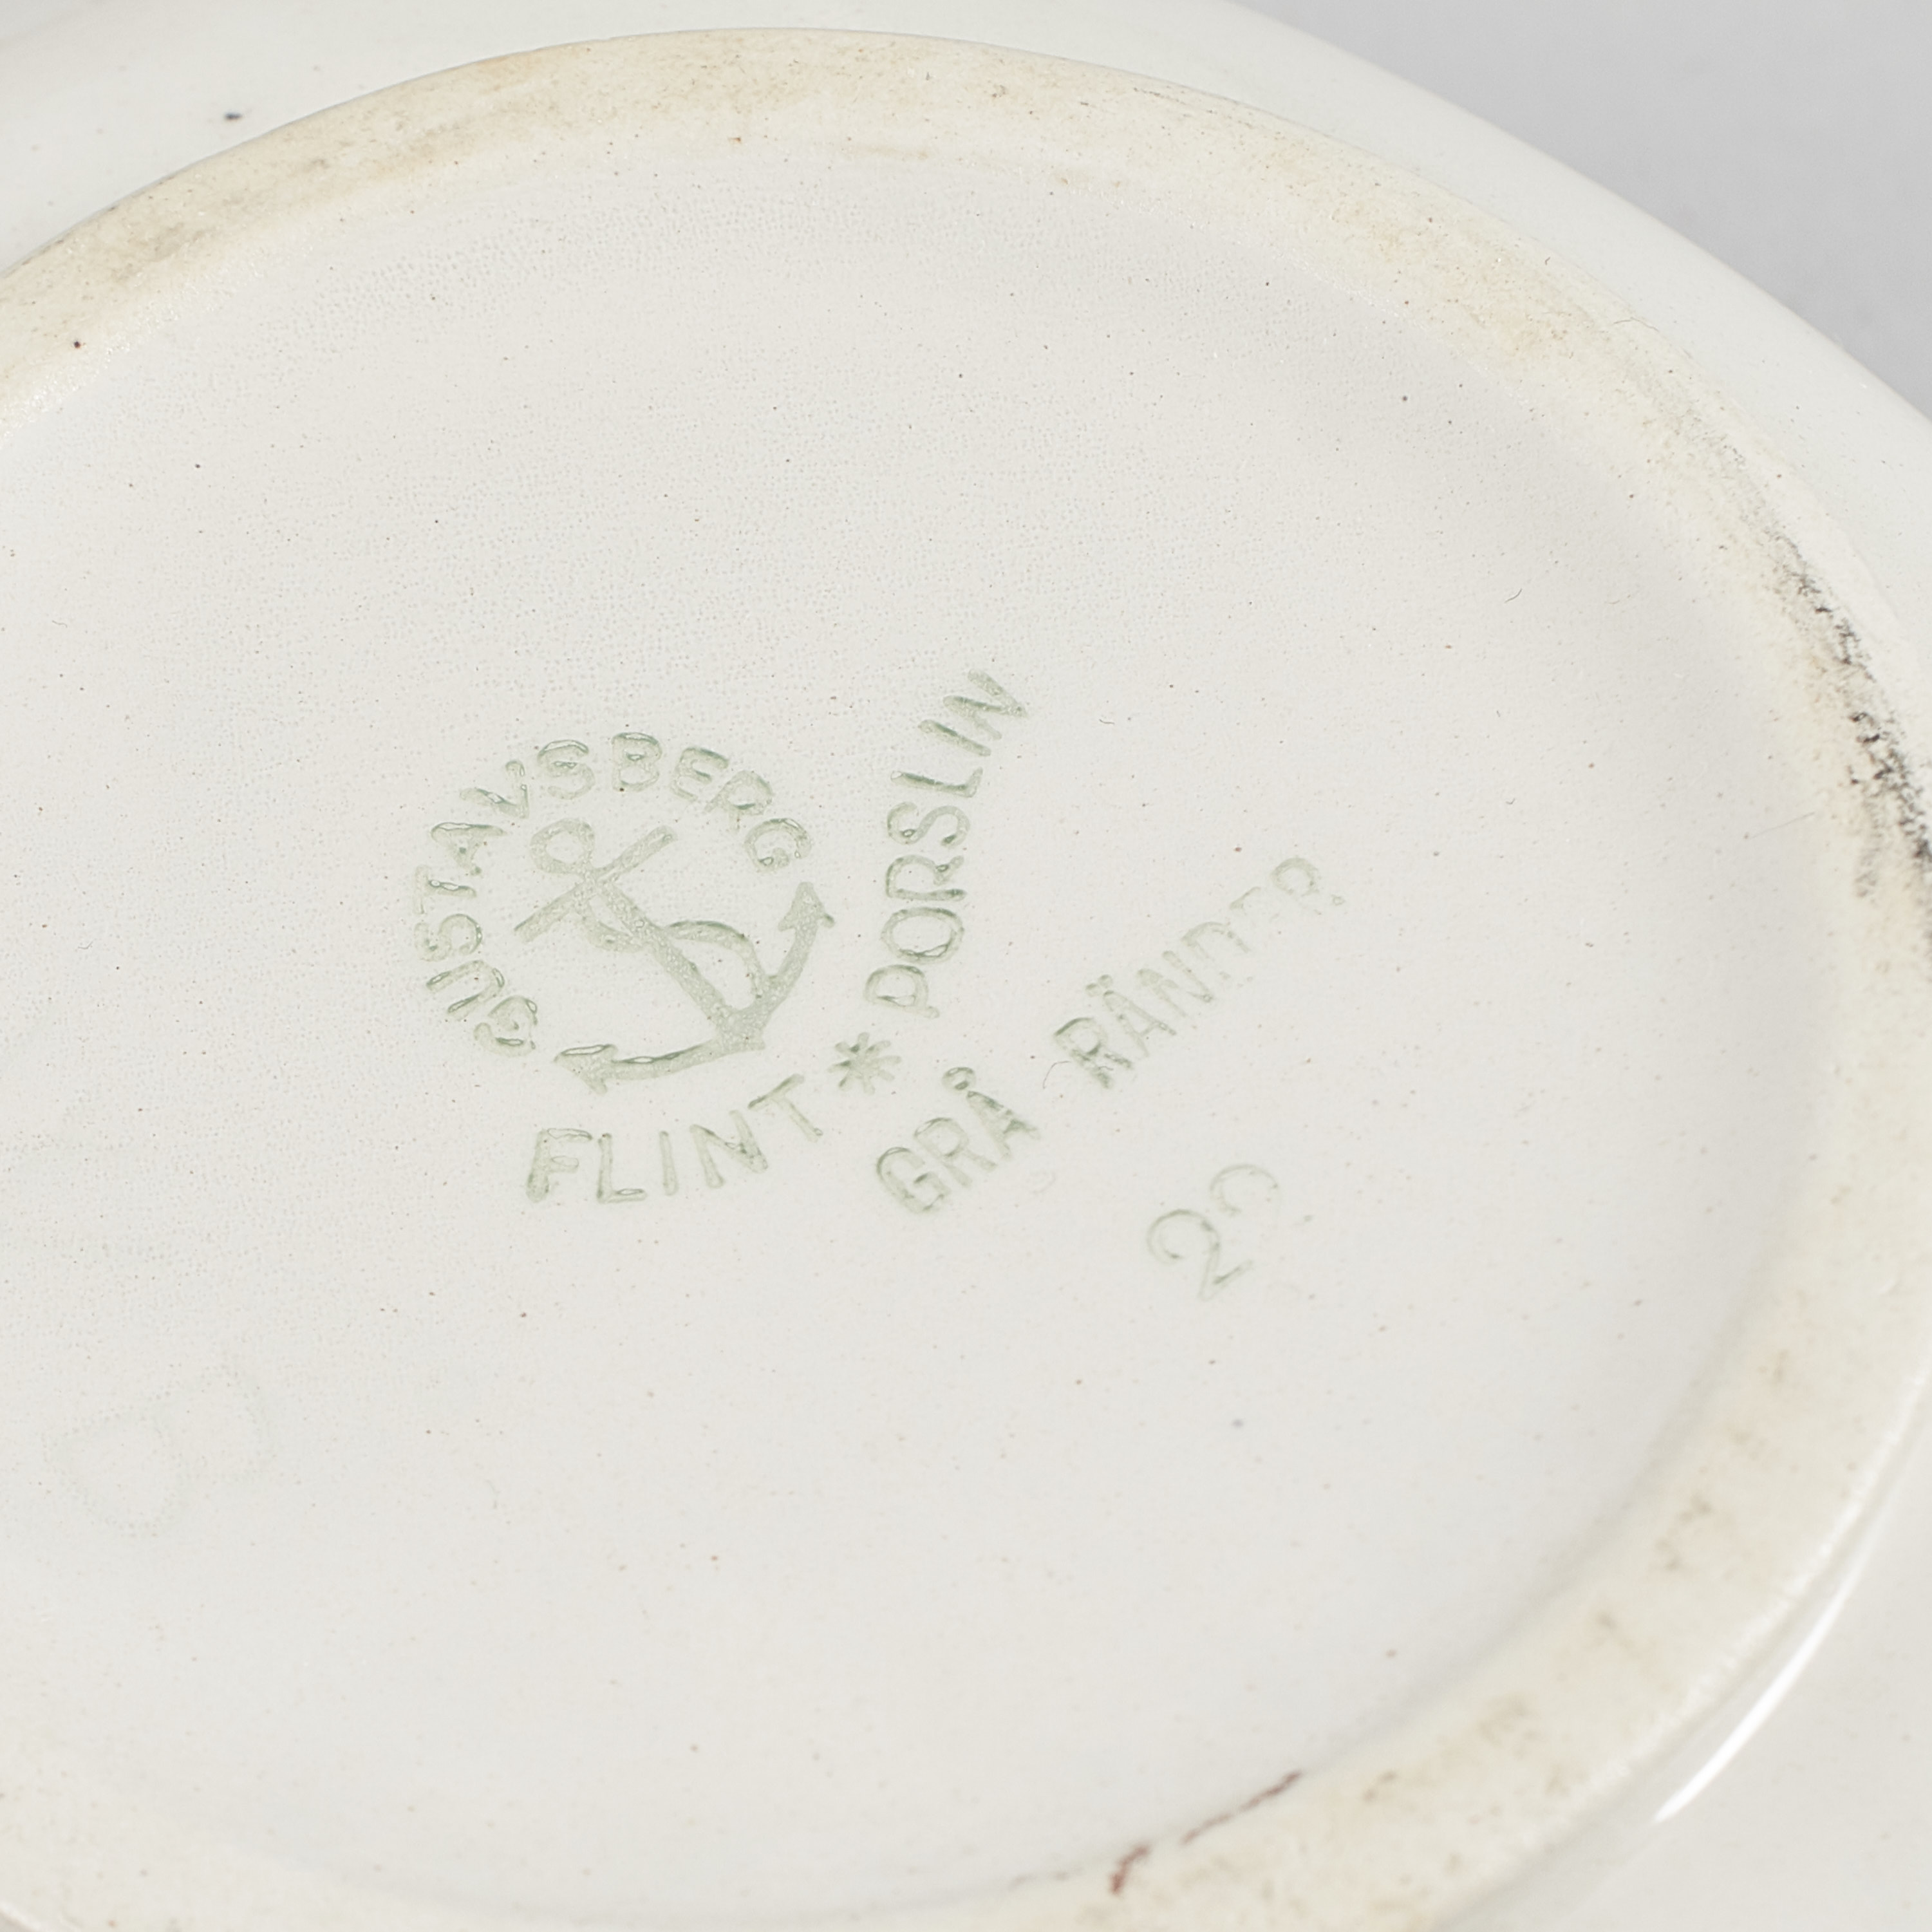 GUSTAVSBERG
FLINT * PORSLIN
GRÅ RÄNDER
22